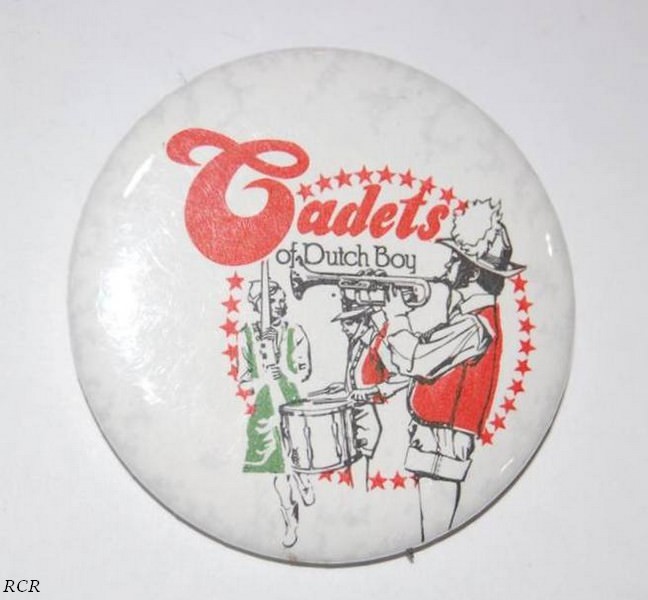 Cadets
of Dutch Boy
RCR